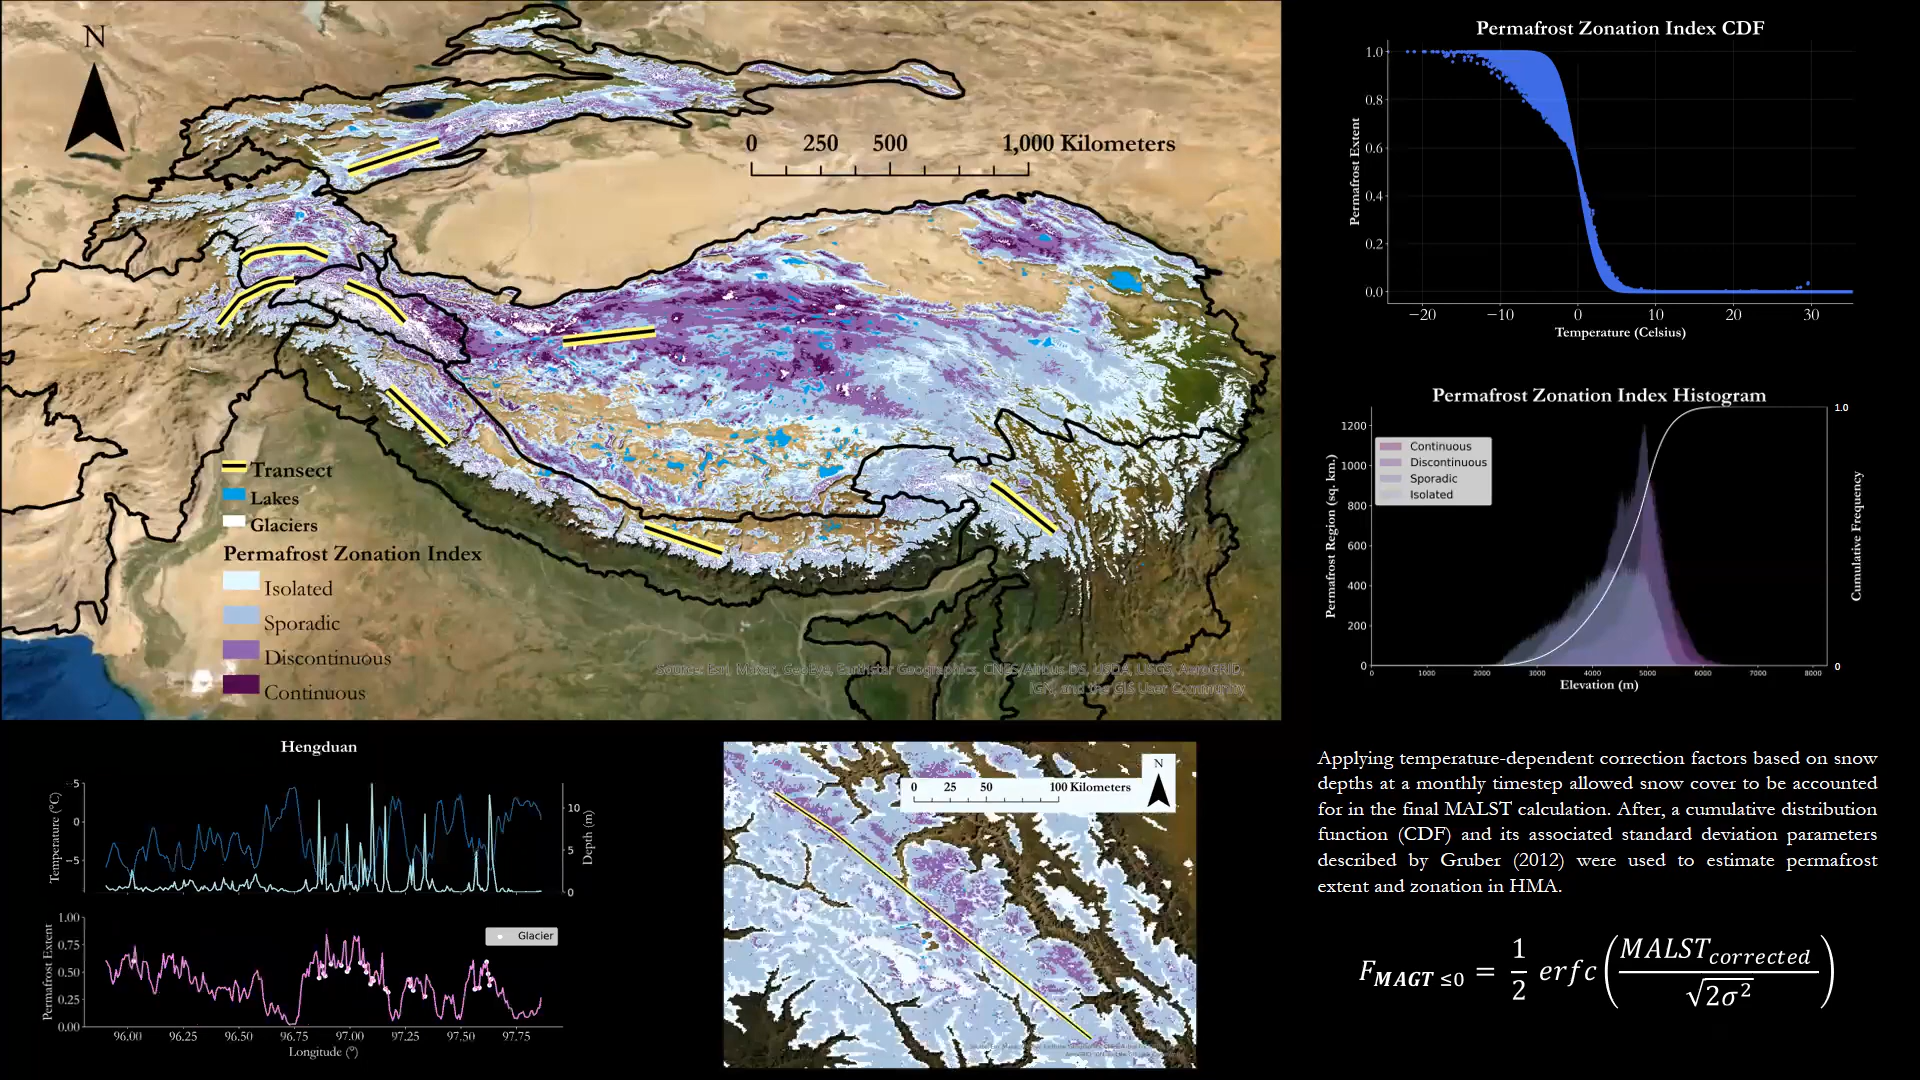 N
0 250 500 1,000 Kilometers
Transect
Lakes
Glaciers
Permafrost Zonation Index
Isolated
Sporadic
Discontinuous
Continuous
Source: Esri, Maxar, GeoEye, Earthstar Geographics, CNES/Airbus DS, USDA, USGS, AeroGRID,
IGN, and the GIS User Community
Permafrost Zonation Index CDF
1.0
0.8
0.6
0.4
0.2
0.0
Permafrost Extent
−20 −10 0 10 20 30
Temperature (Celsius)
Permafrost Zonation Index Histogram
1200
1000
800
600
400
200
0
Permafrost Region (sq. km.)
Continuous
Discontinuous
Sporadic
Isolated
1.0
0
Cumulative Frequency
0 1000 2000 3000 4000 5000 6000 7000 8000
Elevation (m)
Hengduan
Temperature (°C)
5
0
−5
10
5
0
Depth (m)
Permafrost Extent
1.00
0.75
0.50
0.25
0.00
Glacier
96.00 96.25 96.50 96.75 97.00 97.25 97.50 97.75
Longitude (°)
N
0 25 50 100 Kilometers
Applying temperature-dependent correction factors based on snow
depths at a monthly timestep allowed snow cover to be accounted
for in the final MALST calculation. After, a cumulative distribution
function (CDF) and its associated standard deviation parameters
described by Gruber (2012) were used to estimate permafrost
extent and zonation in HMA.
F_MAGT ≤0 = 1/2 erfc (MALST_corrected / √2σ²)